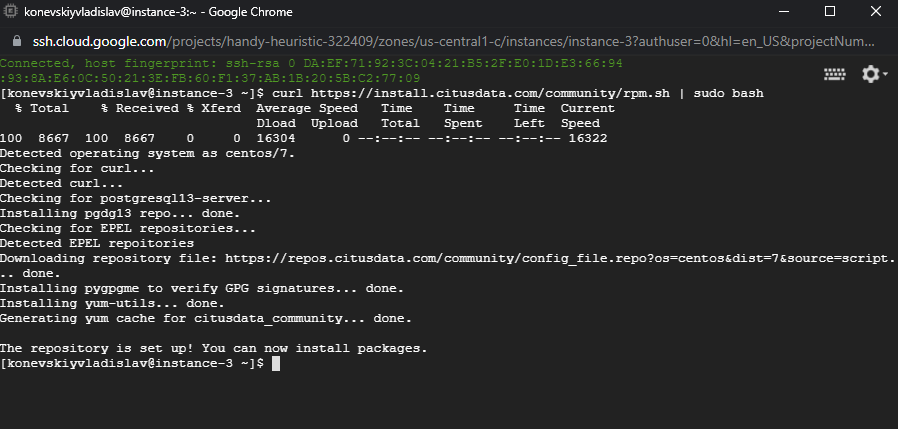 konevskiyvladislav@instance-3:~ - Google Chrome
ssh.cloud.google.com/projects/handy-heuristic-322409/zones/us-central1-c/instances/instance-3?authuser=0&hl=en_US&projectNum...
Connected, host fingerprint: ssh-rsa 0 DA:EF:71:92:3C:04:21:B5:2F:E0:1D:E3:66:94
:93:8A:E6:0C:50:21:3E:FB:60:F1:37:AB:1B:20:5B:C2:77:09
[konevskiyvladislav@instance-3 ~]$ curl https://install.citusdata.com/community/rpm.sh | sudo bash
  % Total    % Received % Xferd  Average Speed   Time    Time     Time  Current
                                 Dload  Upload   Total   Spent    Left  Speed
100  8667  100  8667    0     0  16304      0 --:--:-- --:--:-- --:--:-- 16322
Detected operating system as centos/7.
Checking for curl...
Detected curl...
Checking for postgresql13-server...
Installing pgdg13 repo... done.
Checking for EPEL repositories...
Detected EPEL repoitories
Downloading repository file: https://repos.citusdata.com/community/config_file.repo?os=centos&dist=7&source=script.
.. done.
Installing pygpgme to verify GPG signatures... done.
Installing yum-utils... done.
Generating yum cache for citusdata_community... done.
The repository is set up! You can now install packages.
[konevskiyvladislav@instance-3 ~]$